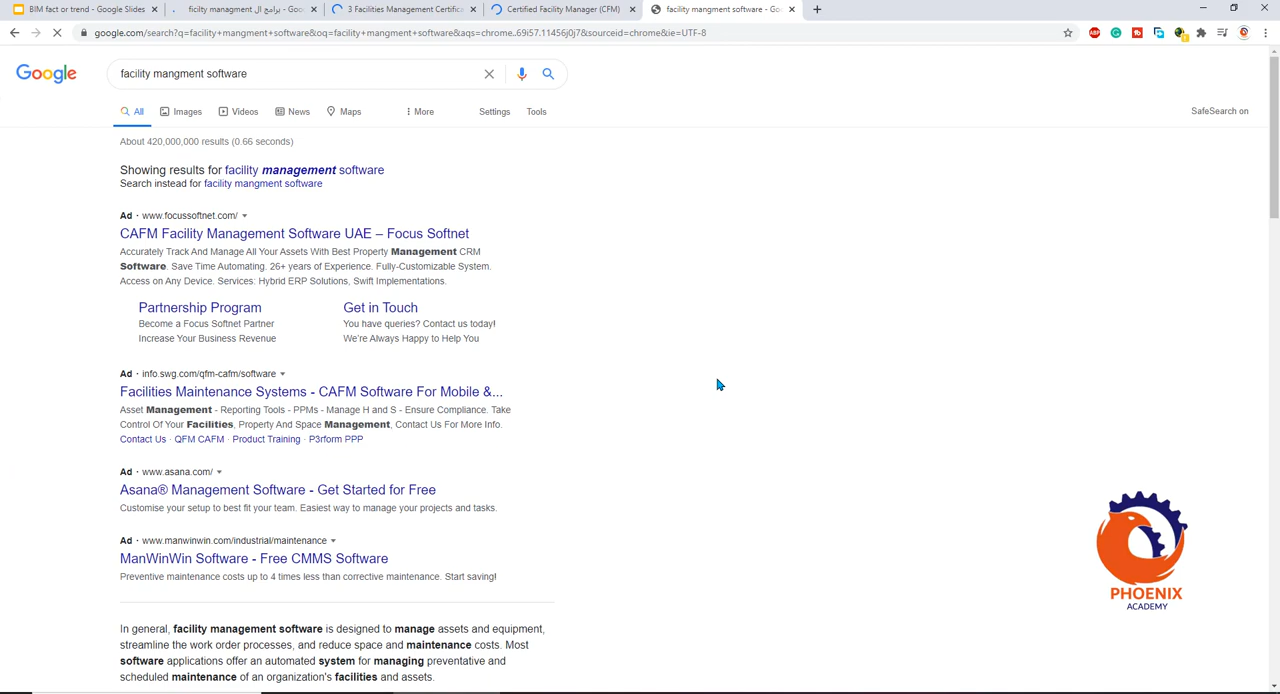 BIM fact or trend - Google Slides
ficilty managment برامج ال - Goo
3 Facilities Management Certifica
Certified Facility Manager (CFM)
facility mangment software - Goo
google.com/search?q=facility+mangment+software&oq=facility+mangment+software&aqs=chrome..69i57.11456j0j7&sourceid=chrome&ie=UTF-8
Google
facility mangment software
All Images Videos News Maps More Settings Tools
SafeSearch on
About 420,000,000 results (0.66 seconds)
Showing results for facility management software
Search instead for facility mangment software
Ad · www.focussoftnet.com/
CAFM Facility Management Software UAE – Focus Softnet
Accurately Track And Manage All Your Assets With Best Property Management CRM
Software. Save Time Automating. 26+ years of Experience. Fully-Customizable System.
Access on Any Device. Services: Hybrid ERP Solutions, Swift Implementations.
Partnership Program
Become a Focus Softnet Partner
Increase Your Business Revenue
Get in Touch
You have queries? Contact us today!
We're Always Happy to Help You
Ad · info.swg.com/qfm-cafm/software
Facilities Maintenance Systems - CAFM Software For Mobile &...
Asset Management - Reporting Tools - PPMs - Manage H and S - Ensure Compliance. Take
Control Of Your Facilities, Property And Space Management, Contact Us For More Info.
Contact Us · QFM CAFM · Product Training · P3rform PPP
Ad · www.asana.com/
Asana® Management Software - Get Started for Free
Customise your setup to best fit your team. Easiest way to manage your projects and tasks.
Ad · www.manwinwin.com/industrial/maintenance
ManWinWin Software - Free CMMS Software
Preventive maintenance costs up to 4 times less than corrective maintenance. Start saving!
In general, facility management software is designed to manage assets and equipment,
streamline the work order processes, and reduce space and maintenance costs. Most
software applications offer an automated system for managing preventative and
scheduled maintenance of an organization's facilities and assets.
PHOENIX
ACADEMY